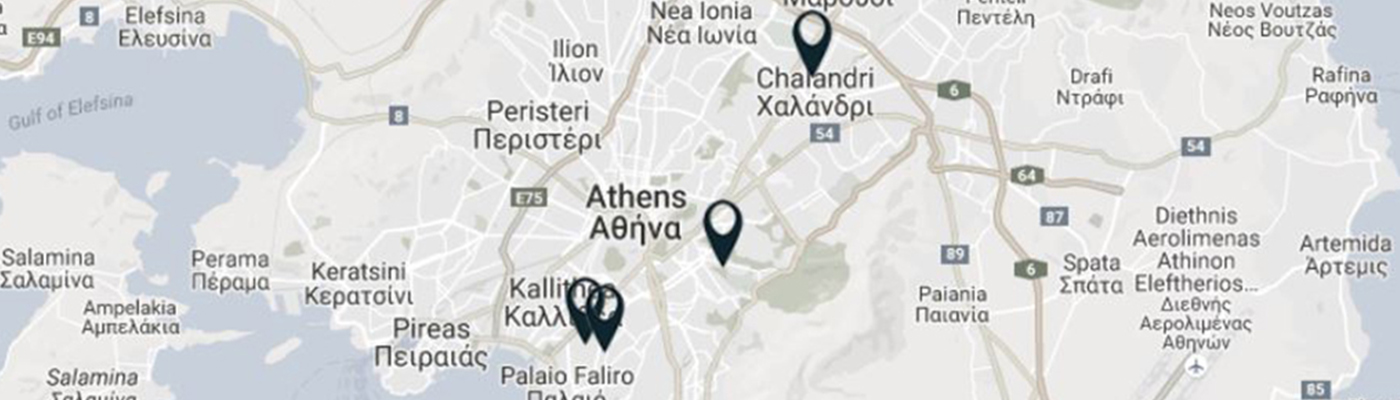 8
Elefsina
Ελευσίνα
E94
Nea Ionia
Νέα Ιωνία
Πεντέλη
Neos Voutzas
Νέος Βουτζάς
Ilion
Ίλιον
Chalandri
Χαλάνδρι
6
Drafi
Ντράφι
Rafina
Ραφήνα
Gulf of Elefsina
8
Peristeri
Περιστέρι
54
54
64
E75
Athens
Αθήνα
87
Diethnis
Aerolimenas
Athinon
Eleftherios...
Διεθνής
Αερολιμένας
Αθηνών
89
6
Spata
Σπάτα
Artemida
Άρτεμις
Salamina
Σαλαμίνα
Perama
Πέραμα
Keratsini
Κερατσίνι
Ampelakia
Αμπελάκια
Paiania
Παιανία
Pireas
Πειραιάς
Salamina
Palaio Faliro
85